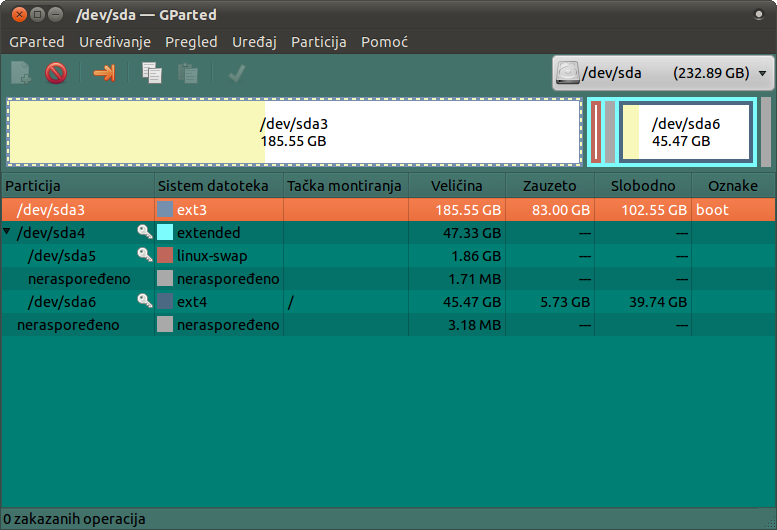 /dev/sda — GParted
GParted Uređivanje Pregled Uređaj Particija Pomoć
/dev/sda (232.89 GB)
/dev/sda3
185.55 GB
/dev/sda6
45.47 GB
Particija Sistem datoteka Tačka montiranja Veličina Zauzeto Slobodno Oznake
/dev/sda3 ext3 185.55 GB 83.00 GB 102.55 GB boot
/dev/sda4 extended 47.33 GB --- ---
/dev/sda5 linux-swap 1.86 GB --- ---
neraspoređeno neraspoređeno 1.71 MB --- ---
/dev/sda6 ext4 / 45.47 GB 5.73 GB 39.74 GB
neraspoređeno neraspoređeno 3.18 MB --- ---
0 zakazanih operacija